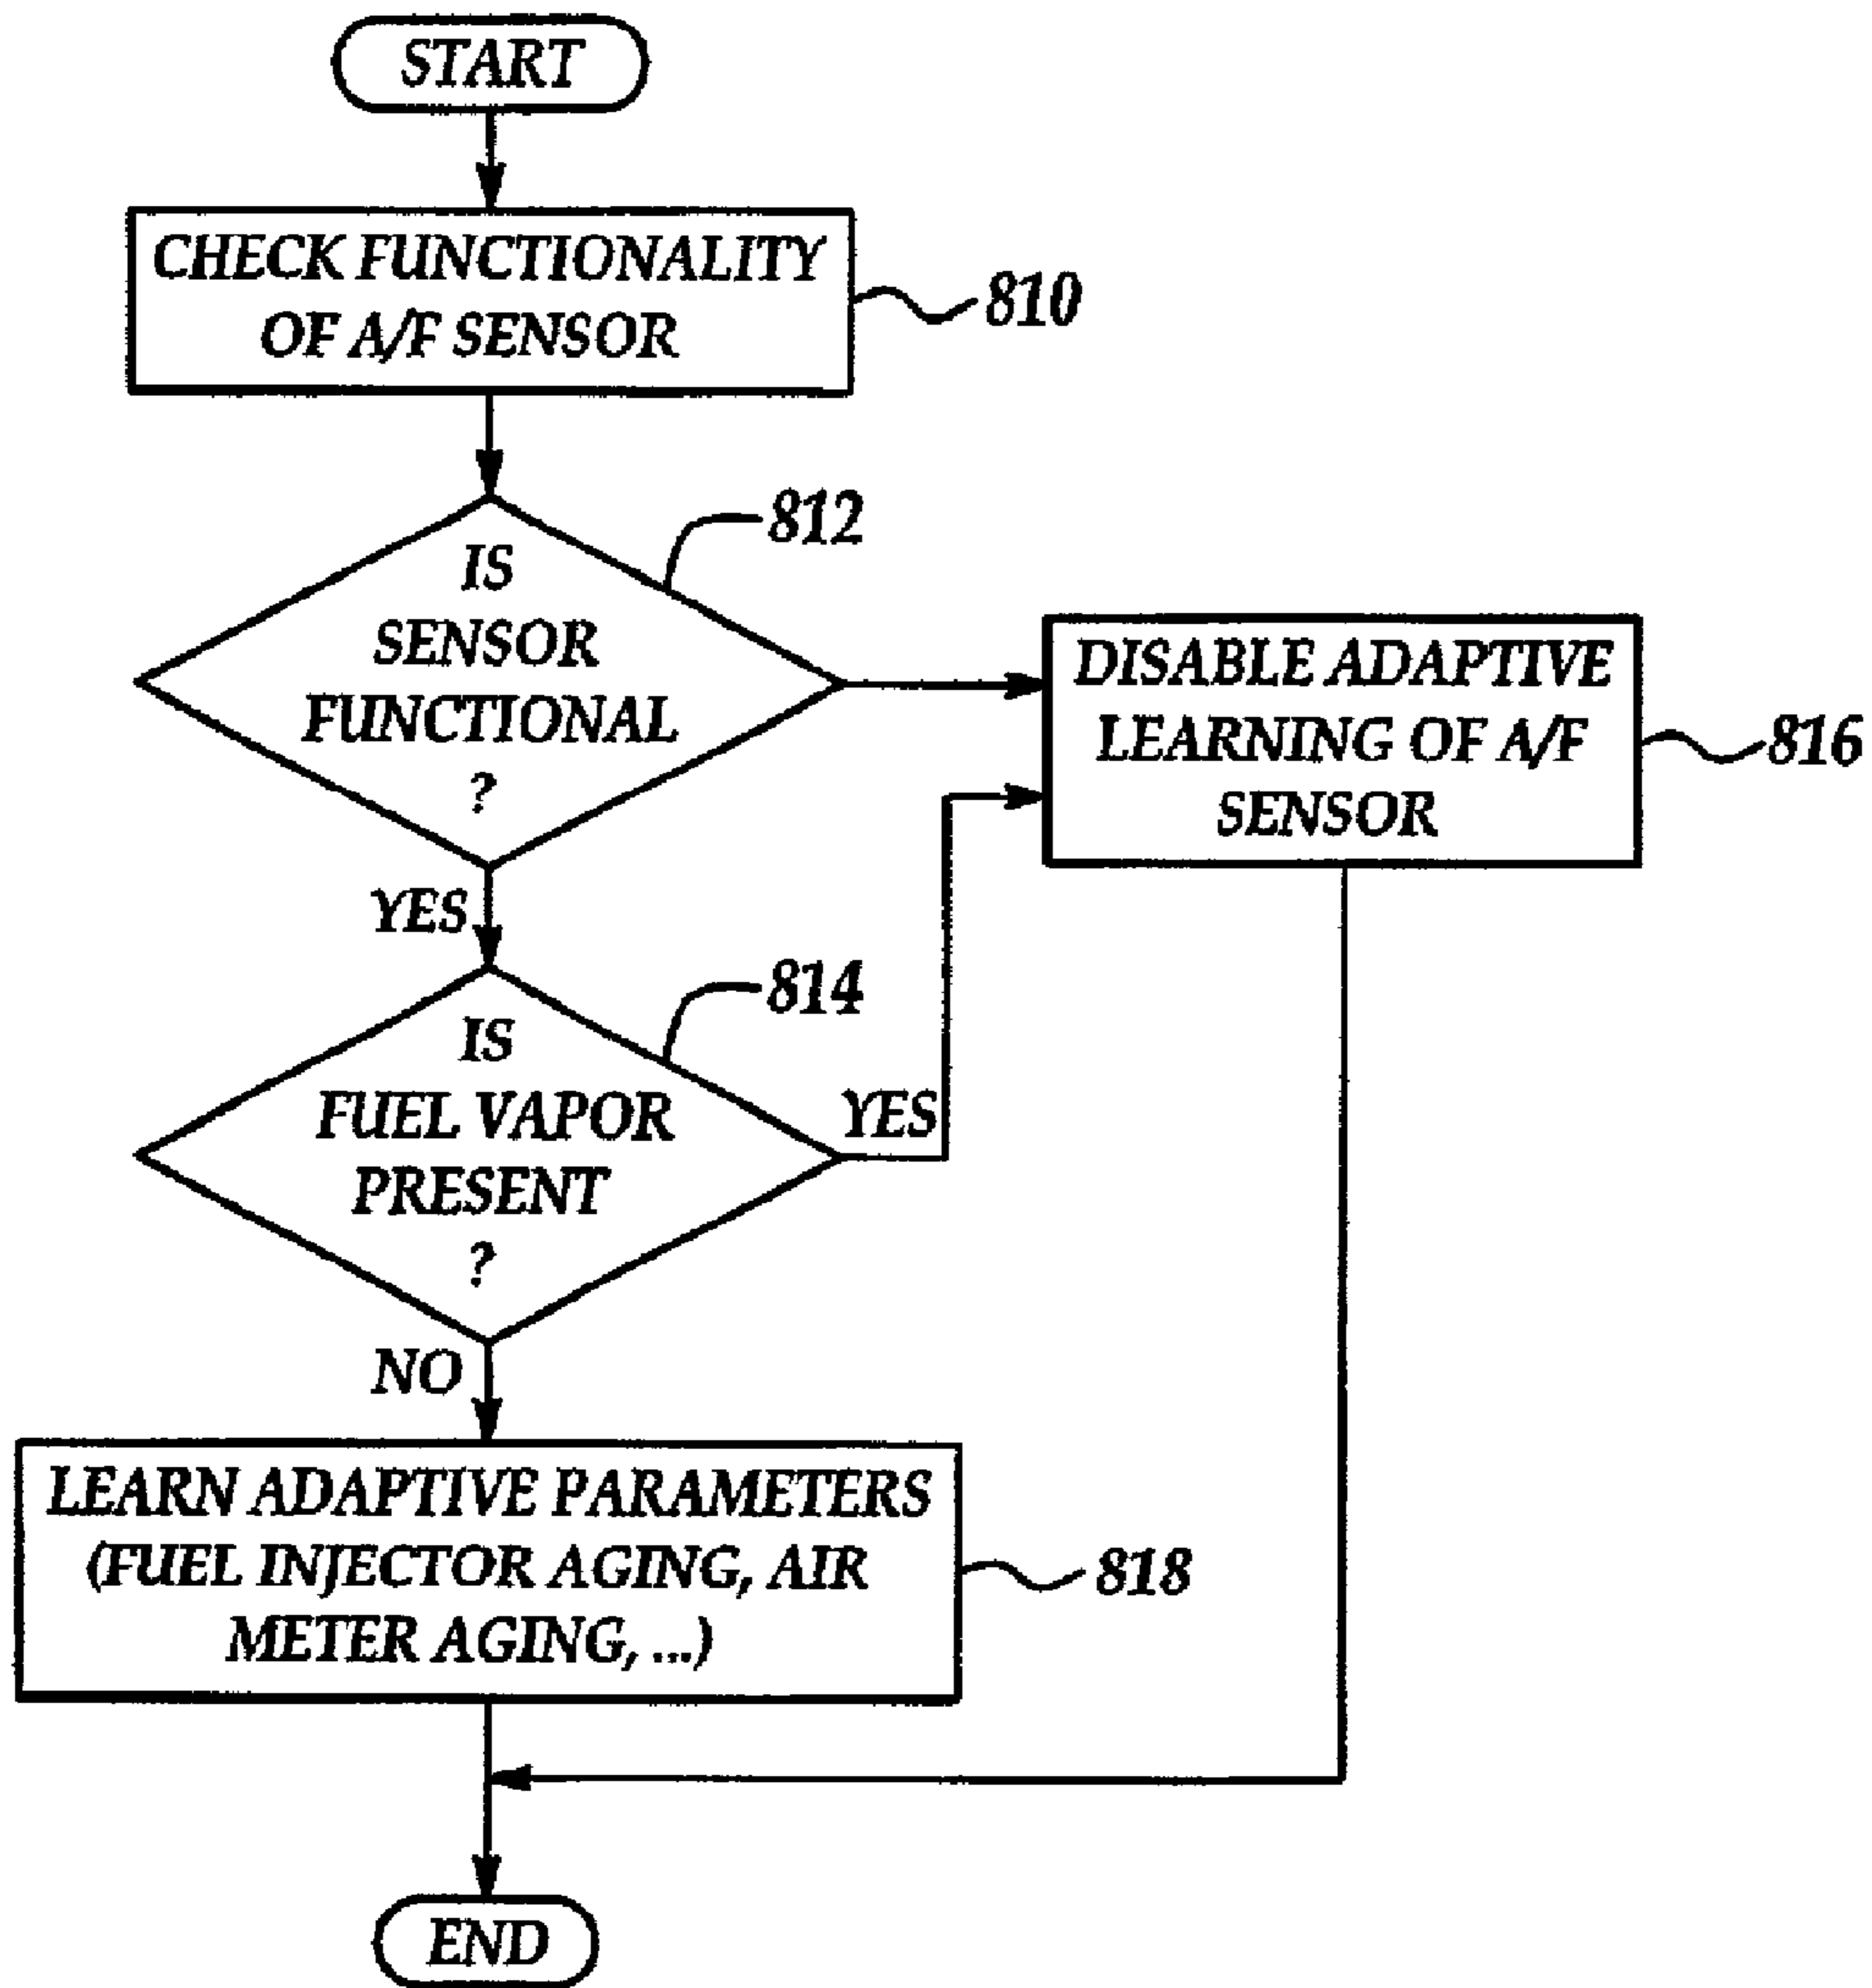 START
CHECK FUNCTIONALITY
OF A/F SENSOR
810
812
IS
SENSOR
FUNCTIONAL
?
DISABLE ADAPTIVE
LEARNING OF A/F
SENSOR
816
YES
814
IS
FUEL VAPOR
PRESENT
?
YES
NO
LEARN ADAPTIVE PARAMETERS
(FUEL INJECTOR AGING, AIR
METER AGING, ...)
818
END